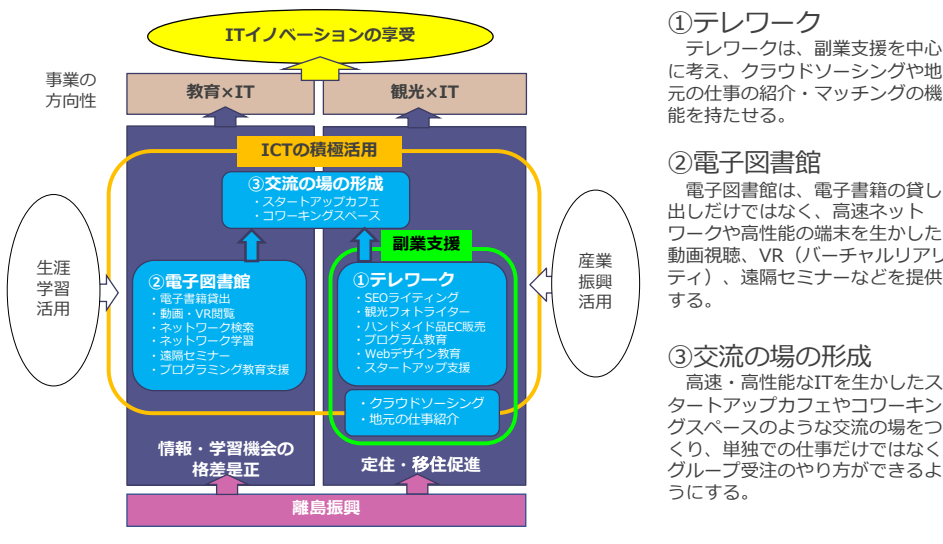 ITイノベーションの享受
事業の
方向性
教育×IT
観光×IT
ICTの積極活用
③交流の場の形成
・スタートアップカフェ
・コワーキングスペース
副業支援
生涯
学習
活用
②電子図書館
・電子書籍貸出
・動画・VR閲覧
・ネットワーク検索
・ネットワーク学習
・遠隔セミナー
・プログラミング教育支援
①テレワーク
・SEOライティング
・観光フォトライター
・ハンドメイド品EC販売
・プログラム教育
・Webデザイン教育
・スタートアップ支援
産業
振興
活用
・クラウドソーシング
・地元の仕事紹介
情報・学習機会の
格差是正
定住・移住促進
離島振興
①テレワーク
テレワークは、副業支援を中心
に考え、クラウドソーシングや地
元の仕事の紹介・マッチングの機
能を持たせる。
②電子図書館
電子図書館は、電子書籍の貸し
出しだけではなく、高速ネット
ワークや高性能の端末を生かした
動画視聴、VR（バーチャルリアリ
ティ）、遠隔セミナーなどを提供
する。
③交流の場の形成
高速・高性能なITを生かしたス
タートアップカフェやコワーキン
グスペースのような交流の場をつ
くり、単独での仕事だけではなく
グループ受注のやり方ができるよ
うにする。